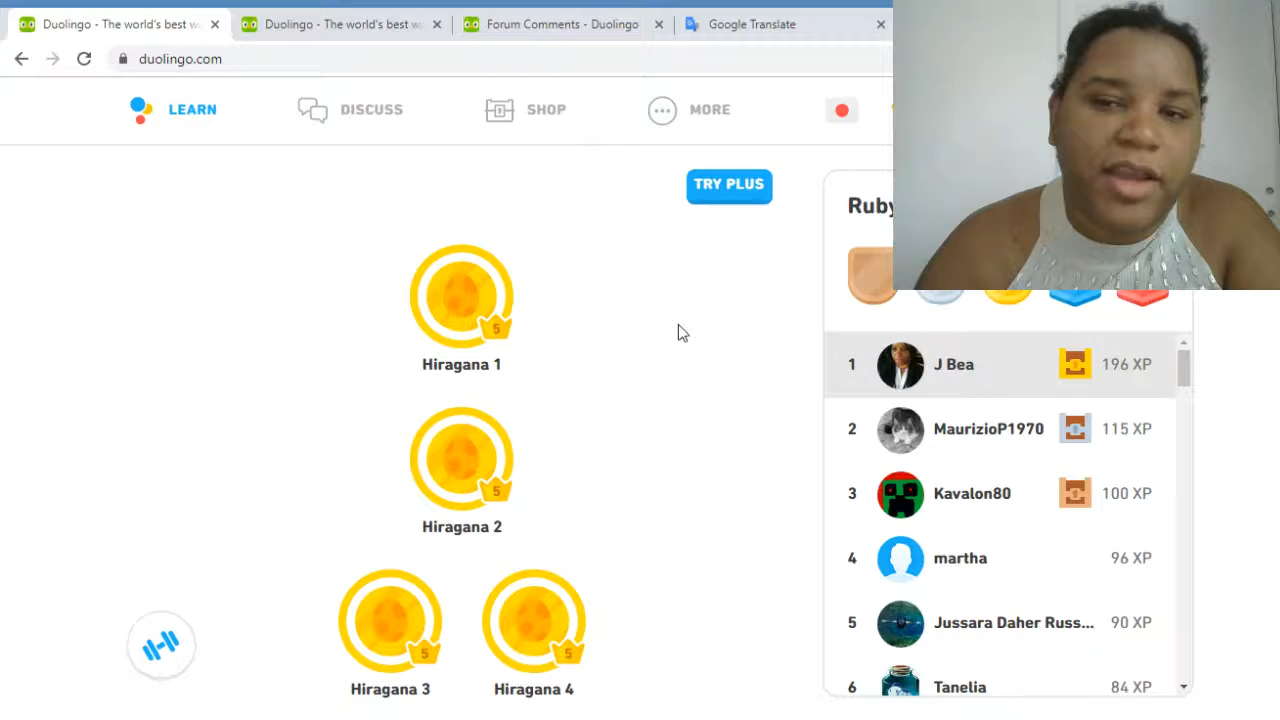 Duolingo - The world's best w
Duolingo - The world's best wa
Forum Comments - Duolingo
Google Translate
duolingo.com
LEARN
DISCUSS
SHOP
MORE
TRY PLUS
Ruby
5
Hiragana 1
5
Hiragana 2
5
Hiragana 3
5
Hiragana 4
1 J Bea 196 XP
2 MaurizioP1970 115 XP
3 Kavalon80 100 XP
4 martha 96 XP
5 Jussara Daher Russ... 90 XP
6 Tanelia 84 XP